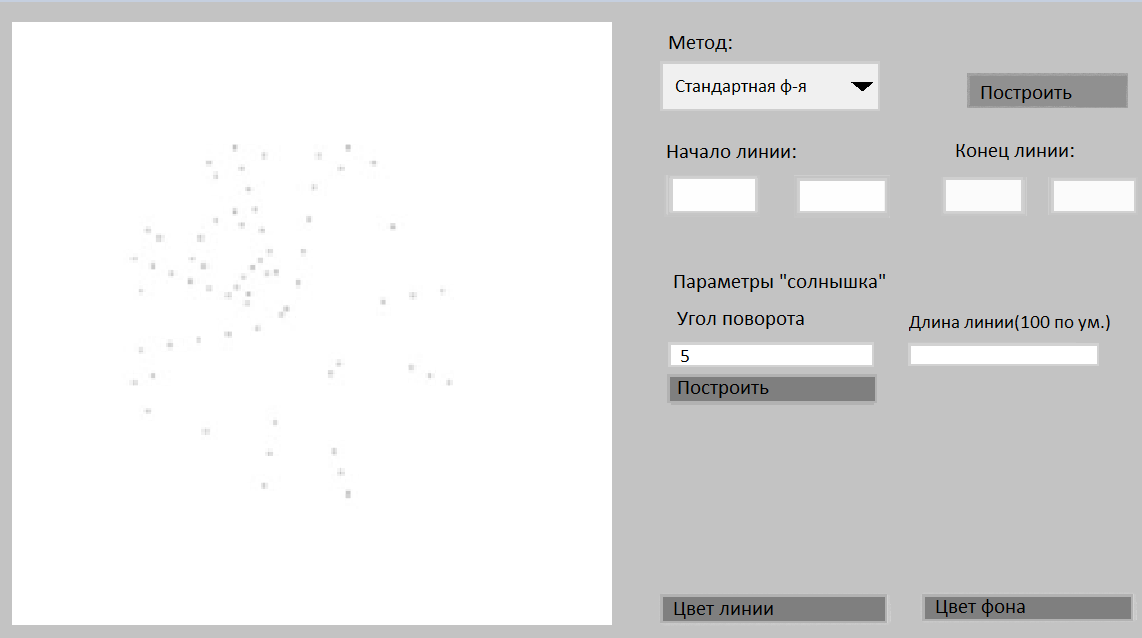 Метод:
Стандартная ф-я
Построить
Начало линии:
Конец линии:
Параметры "солнышка"
Угол поворота
Длина линии(100 по ум.)
5
Построить
Цвет линии
Цвет фона